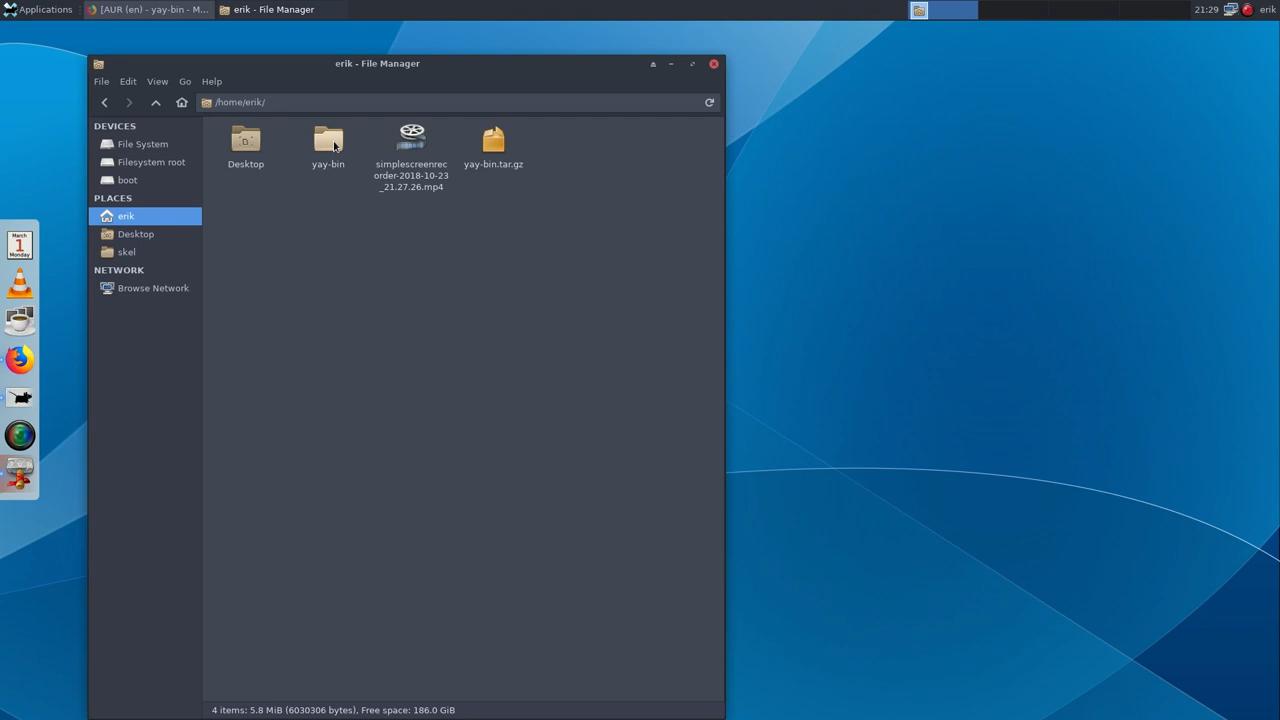 Applications
[AUR (en) - yay-bin - M...
erik - File Manager
21:29
erik
erik - File Manager
File Edit View Go Help
/home/erik/
DEVICES
File System
Filesystem root
boot
PLACES
erik
Desktop
skel
NETWORK
Browse Network
Desktop
yay-bin
simplescreenrec
order-2018-10-23
_21.27.26.mp4
yay-bin.tar.gz
March
1
Monday
4 items: 5.8 MiB (6030306 bytes), Free space: 186.0 GiB